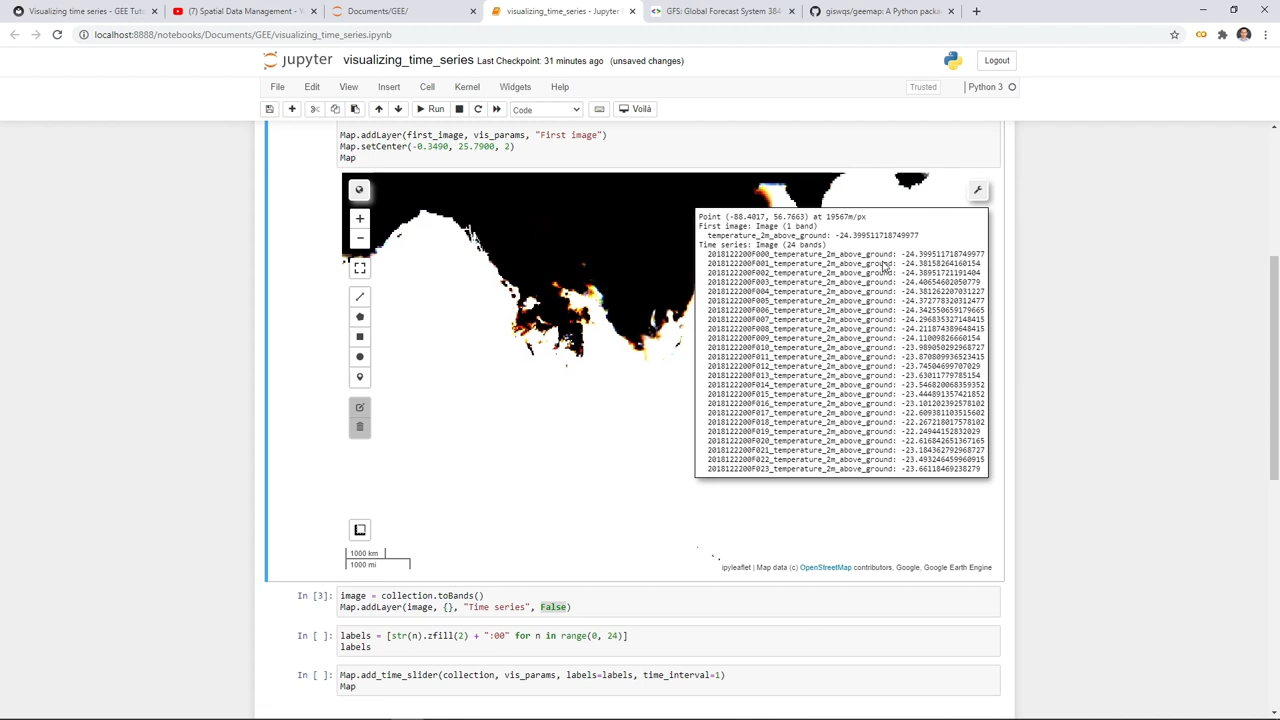 Visualizing time series - GEE Tuto
(7) Spatial Data Management - Yo
Documents/GEE/
visualizing_time_series - Jupyter N
GFS: Global Forecast System 384
giswqs/geemap: A Python packa
localhost:8888/notebooks/Documents/GEE/visualizing_time_series.ipynb
jupyter visualizing_time_series Last Checkpoint: 31 minutes ago (unsaved changes)
Logout
File Edit View Insert Cell Kernel Widgets Help
Trusted
Python 3
Run
Code
Voilà
Map.addLayer(first_image, vis_params, "First image")
Map.setCenter(-0.3490, 25.7900, 2)
Map
Point (-88.4017, 56.7663) at 19567m/px
First image: Image (1 band)
temperature_2m_above_ground: -24.399511718749977
Time series: Image (24 bands)
2018122200F000_temperature_2m_above_ground: -24.399511718749977
2018122200F001_temperature_2m_above_ground: -24.38158264160154
2018122200F002_temperature_2m_above_ground: -24.38951721191404
2018122200F003_temperature_2m_above_ground: -24.40654602050779
2018122200F004_temperature_2m_above_ground: -24.381262207031227
2018122200F005_temperature_2m_above_ground: -24.372778320312477
2018122200F006_temperature_2m_above_ground: -24.342550659179665
2018122200F007_temperature_2m_above_ground: -24.296835327148415
2018122200F008_temperature_2m_above_ground: -24.211874389648415
2018122200F009_temperature_2m_above_ground: -24.11009826660154
2018122200F010_temperature_2m_above_ground: -23.989050292968727
2018122200F011_temperature_2m_above_ground: -23.870809936523415
2018122200F012_temperature_2m_above_ground: -23.74504699707029
2018122200F013_temperature_2m_above_ground: -23.63011779785154
2018122200F014_temperature_2m_above_ground: -23.546820068359352
2018122200F015_temperature_2m_above_ground: -23.444891357421852
2018122200F016_temperature_2m_above_ground: -23.101202392578102
2018122200F017_temperature_2m_above_ground: -22.609381103515602
2018122200F018_temperature_2m_above_ground: -22.267218017578102
2018122200F019_temperature_2m_above_ground: -22.24944152832029
2018122200F020_temperature_2m_above_ground: -22.616842651367165
2018122200F021_temperature_2m_above_ground: -23.184362792968727
2018122200F022_temperature_2m_above_ground: -23.493246459960915
2018122200F023_temperature_2m_above_ground: -23.66118469238279
1000 km
1000 mi
ipyleaflet | Map data (c) OpenStreetMap contributors, Google, Google Earth Engine
In [3]: image = collection.toBands()
Map.addLayer(image, {}, "Time series", False)
In [ ]: labels = [str(n).zfill(2) + ":00" for n in range(0, 24)]
labels
In [ ]: Map.add_time_slider(collection, vis_params, labels=labels, time_interval=1)
Map